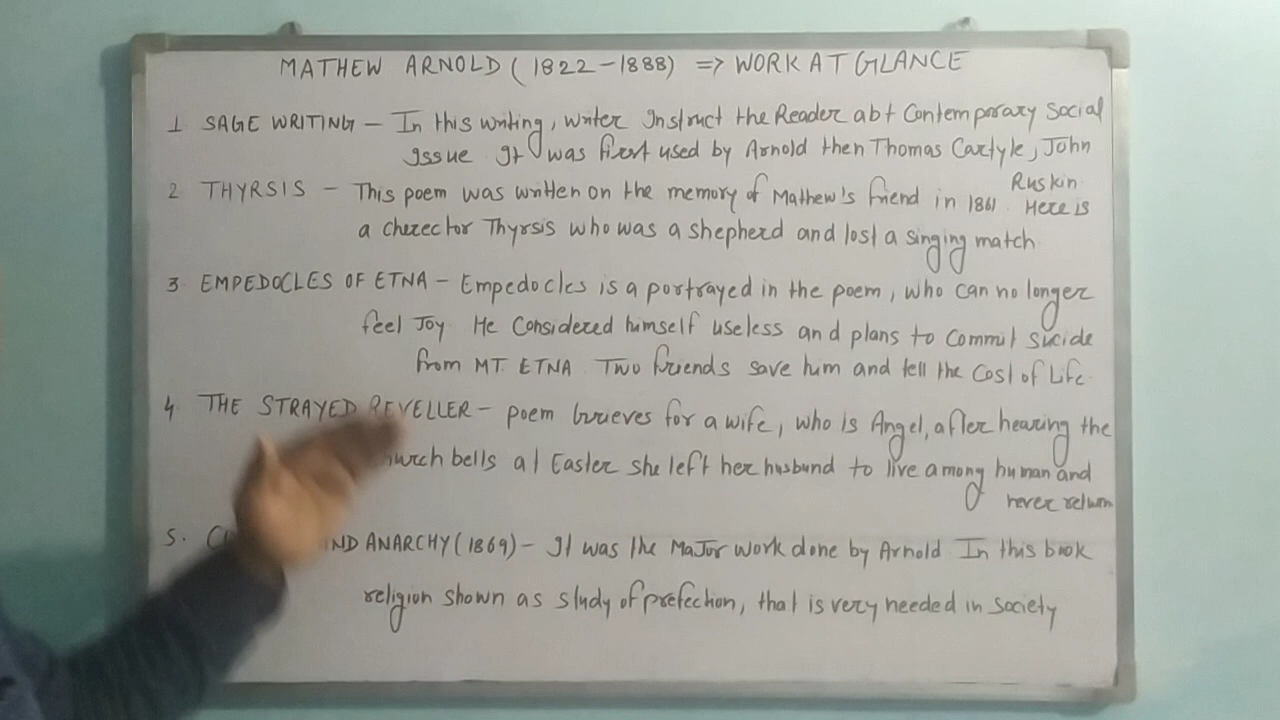 MATHEW ARNOLD (1822-1888) => WORK AT GLANCE
1 SAGE WRITING - In this writing, writer Instruct the Reader abt Contemporary Social
Issue It was first used by Arnold then Thomas Carlyle, John
Ruskin
2 THYRSIS - This poem was written on the memory of Mathew's friend in 1861 Here is
a cherector Thyrsis who was a shepherd and lost a singing match
3 EMPEDOCLES OF ETNA - Empedocles is a portrayed in the poem, who can no longer
feel Joy He Considered himself useless and plans to Commit sucide
from MT. ETNA Two friends save him and tell the Cost of Life
4 THE STRAYED REVELLER - poem for a wife, who is Angel, after hearing the
bells at Easter she left her husbund to live among human and
never return
5. AND ANARCHY (1869) - It was the Major work done by Arnold In this book
religion shown as study of prefection, that is very needed in society